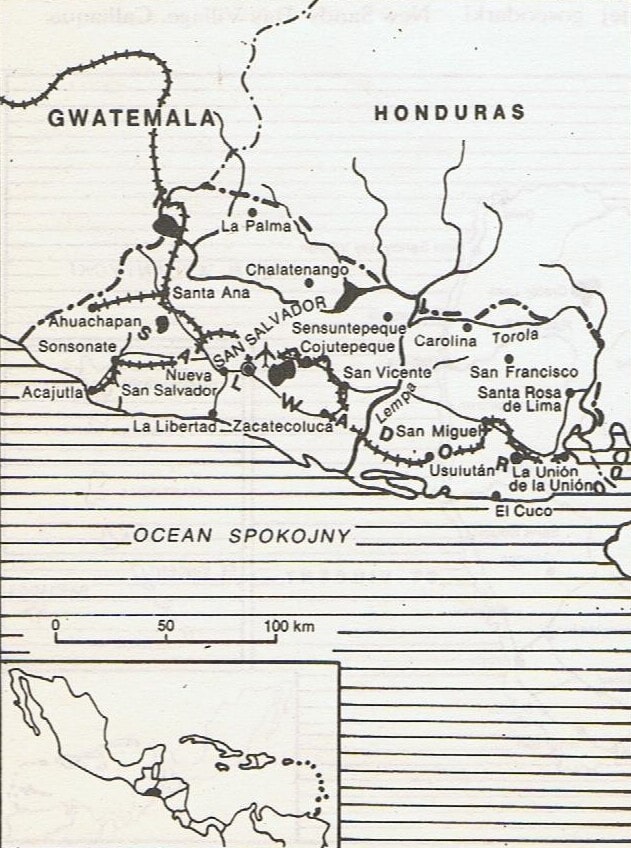 GWATEMALA
HONDURAS
La Palma
Chalatenango
Santa Ana
SAN SALVADOR
Ahuachapan
Sensuntepeque
Carolina
Torola
Sonsonate
Cojutepeque
SALWADOR
Nueva
San Salvador
San Vicente
San Francisco
Acajutla
Lempa
Santa Rosa
de Lima
La Libertad
Zacatecoluca
San Miguel
Usulután
La Unión
de la Unión
El Cuco
OCEAN SPOKOJNY
0 50 100 km